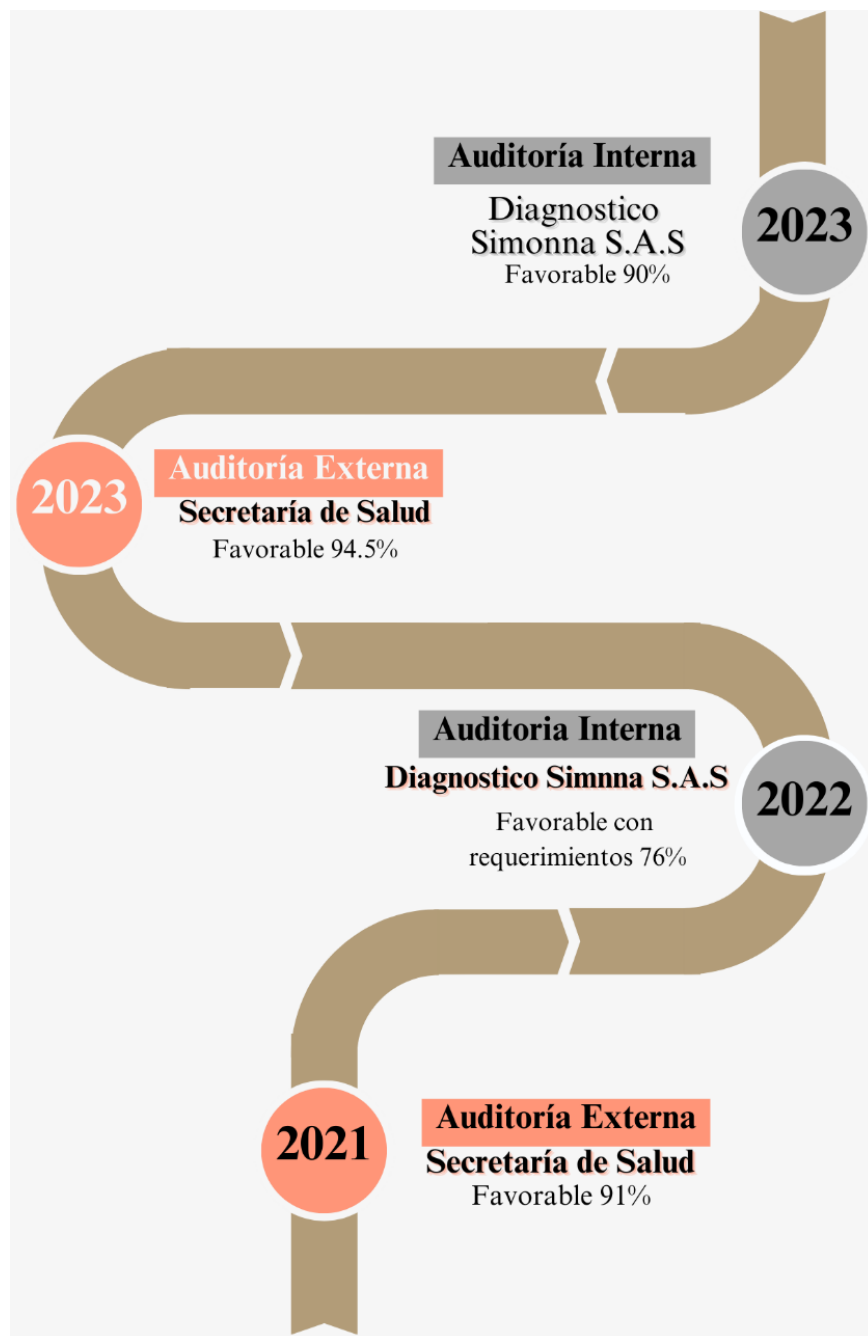 Auditoría Interna
Diagnostico
Simonna S.A.S
Favorable 90%
2023
2023
Auditoría Externa
Secretaría de Salud
Favorable 94.5%
Auditoria Interna
Diagnostico Simnna S.A.S
Favorable con
requerimientos 76%
2022
2021
Auditoría Externa
Secretaría de Salud
Favorable 91%